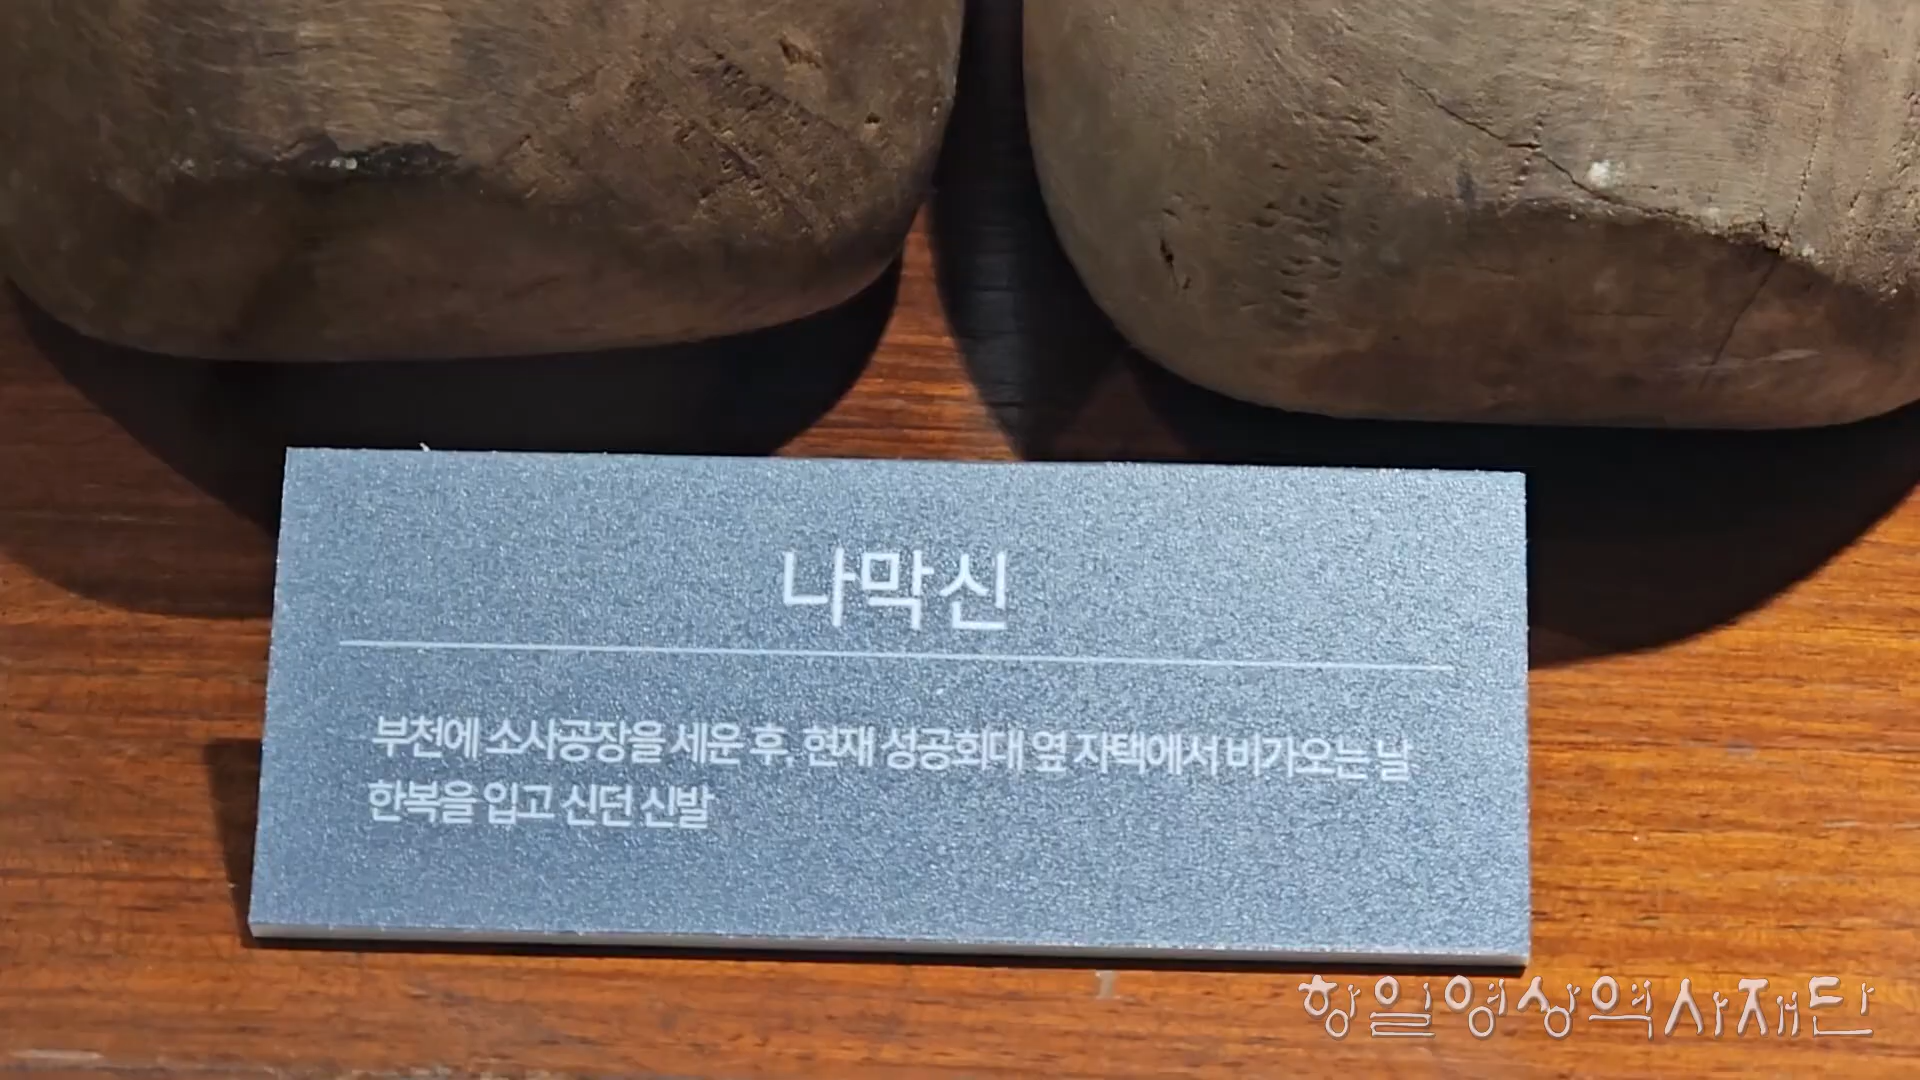 나막신
부천에 소사공장을 세운 후, 현재 성공회대 옆 자택에서 비가오는 날
한복을 입고 신던 신발
항일영상역사재단